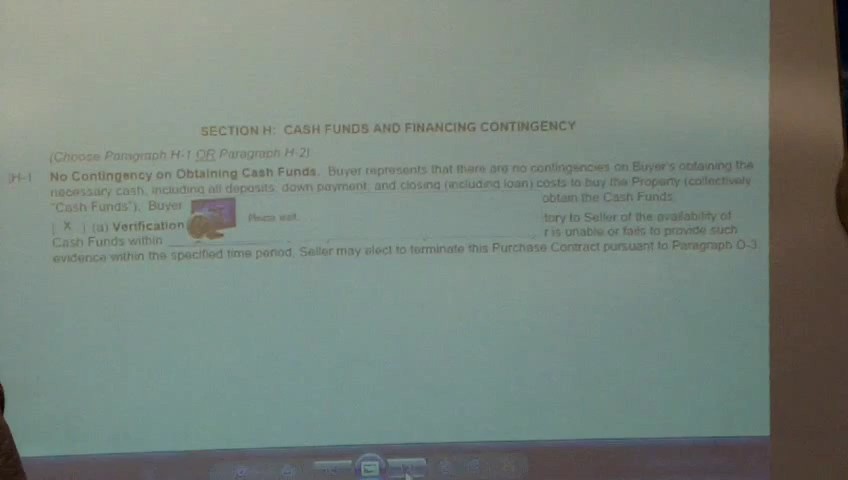 SECTION H: CASH FUNDS AND FINANCING CONTINGENCY
(Choose Paragraph H-1 OR Paragraph H-2)
H-1 No Contingency on Obtaining Cash Funds. Buyer represents that there are no contingencies on Buyer's obtaining the
necessary cash, including all deposits, down payment, and closing (including loan) costs to buy the Property (collectively
"Cash Funds"). Buyer obtain the Cash Funds.
Please wait.
[ X ] (a) Verification tory to Seller of the availability of
Cash Funds within r is unable or fails to provide such
evidence within the specified time period, Seller may elect to terminate this Purchase Contract pursuant to Paragraph O-3.